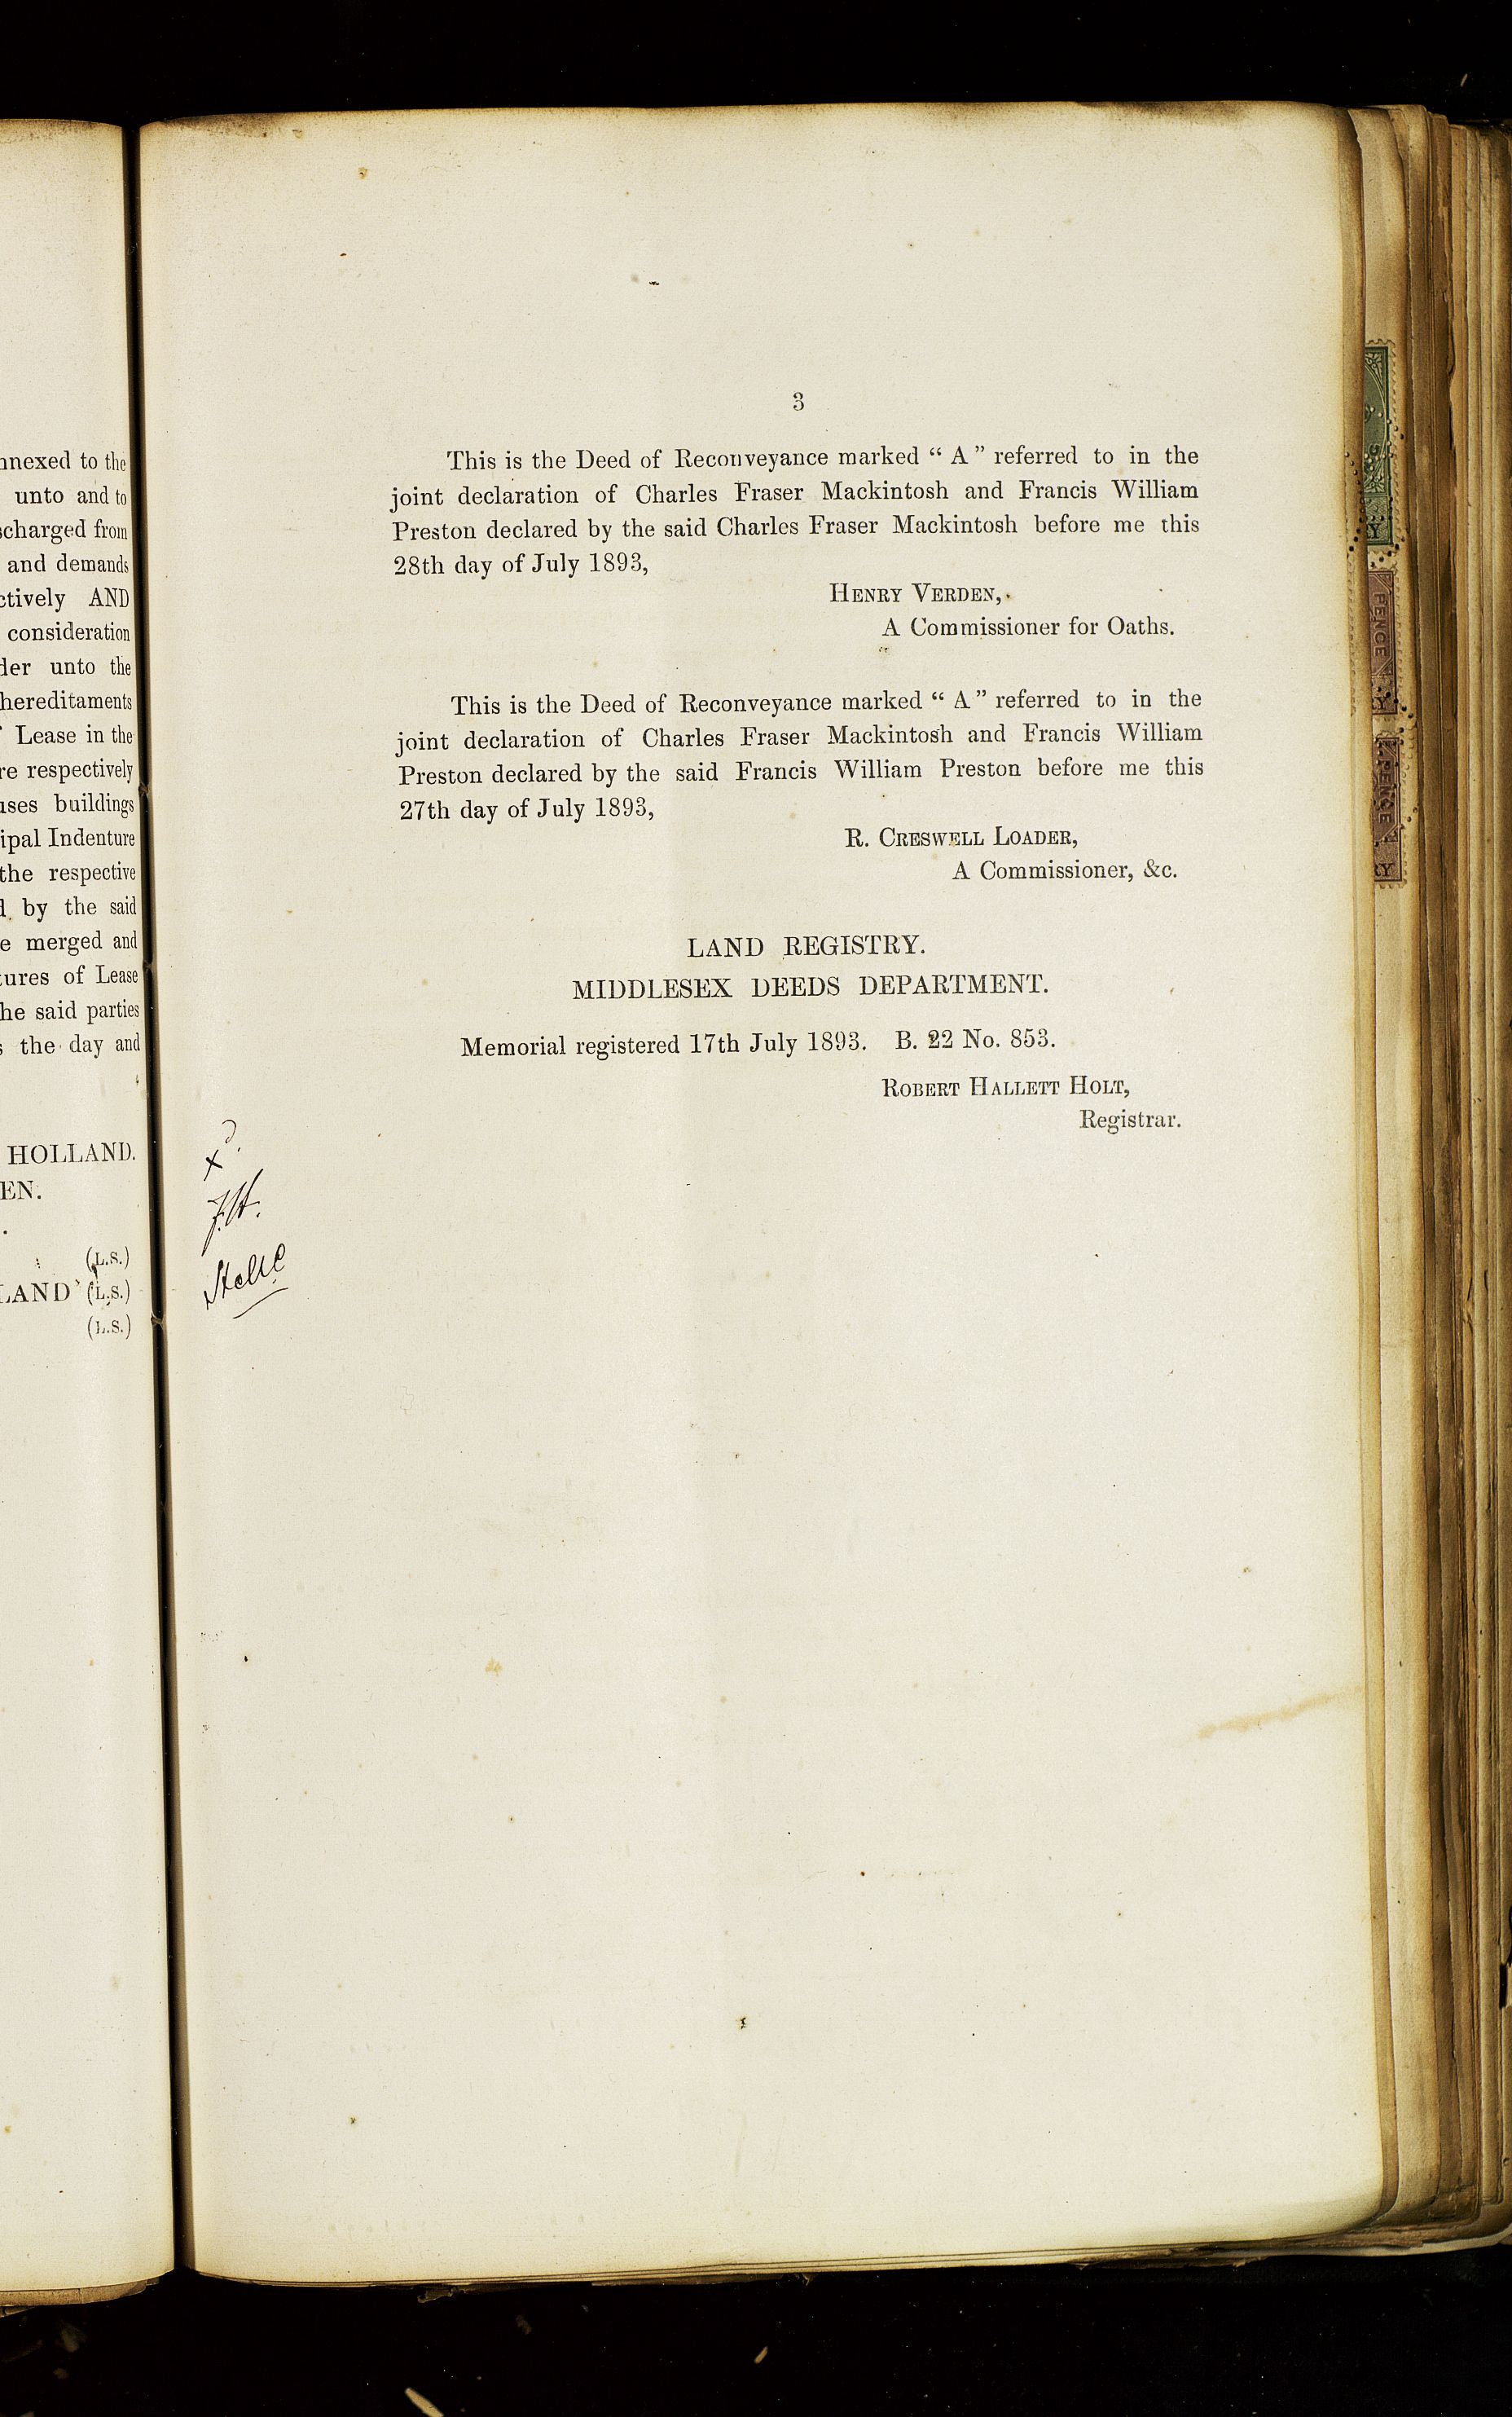 nnexed to the
unto and to
scharged from
and demands
ctively AND
consideration
der unto the
hereditaments
Lease in the
re respectively
uses buildings
ipal Indenture
the respective
d by the said
e merged and
tures of Lease
he said parties
s the day and
HOLLAND.
EN.
(L.S.)
LAND (L.S.)
(L.S.)
3
This is the Deed of Reconveyance marked “ A ” referred to in the
joint declaration of Charles Fraser Mackintosh and Francis William
Preston declared by the said Charles Fraser Mackintosh before me this
28th day of July 1893,
HENRY VERDEN,
A Commissioner for Oaths.
This is the Deed of Reconveyance marked “ A ” referred to in the
joint declaration of Charles Fraser Mackintosh and Francis William
Preston declared by the said Francis William Preston before me this
27th day of July 1893,
R. CRESWELL LOADER,
A Commissioner, &c.
LAND REGISTRY.
MIDDLESEX DEEDS DEPARTMENT.
Memorial registered 17th July 1893. B. 22 No. 853.
ROBERT HALLETT HOLT,
Registrar.
PENCE
PENCE